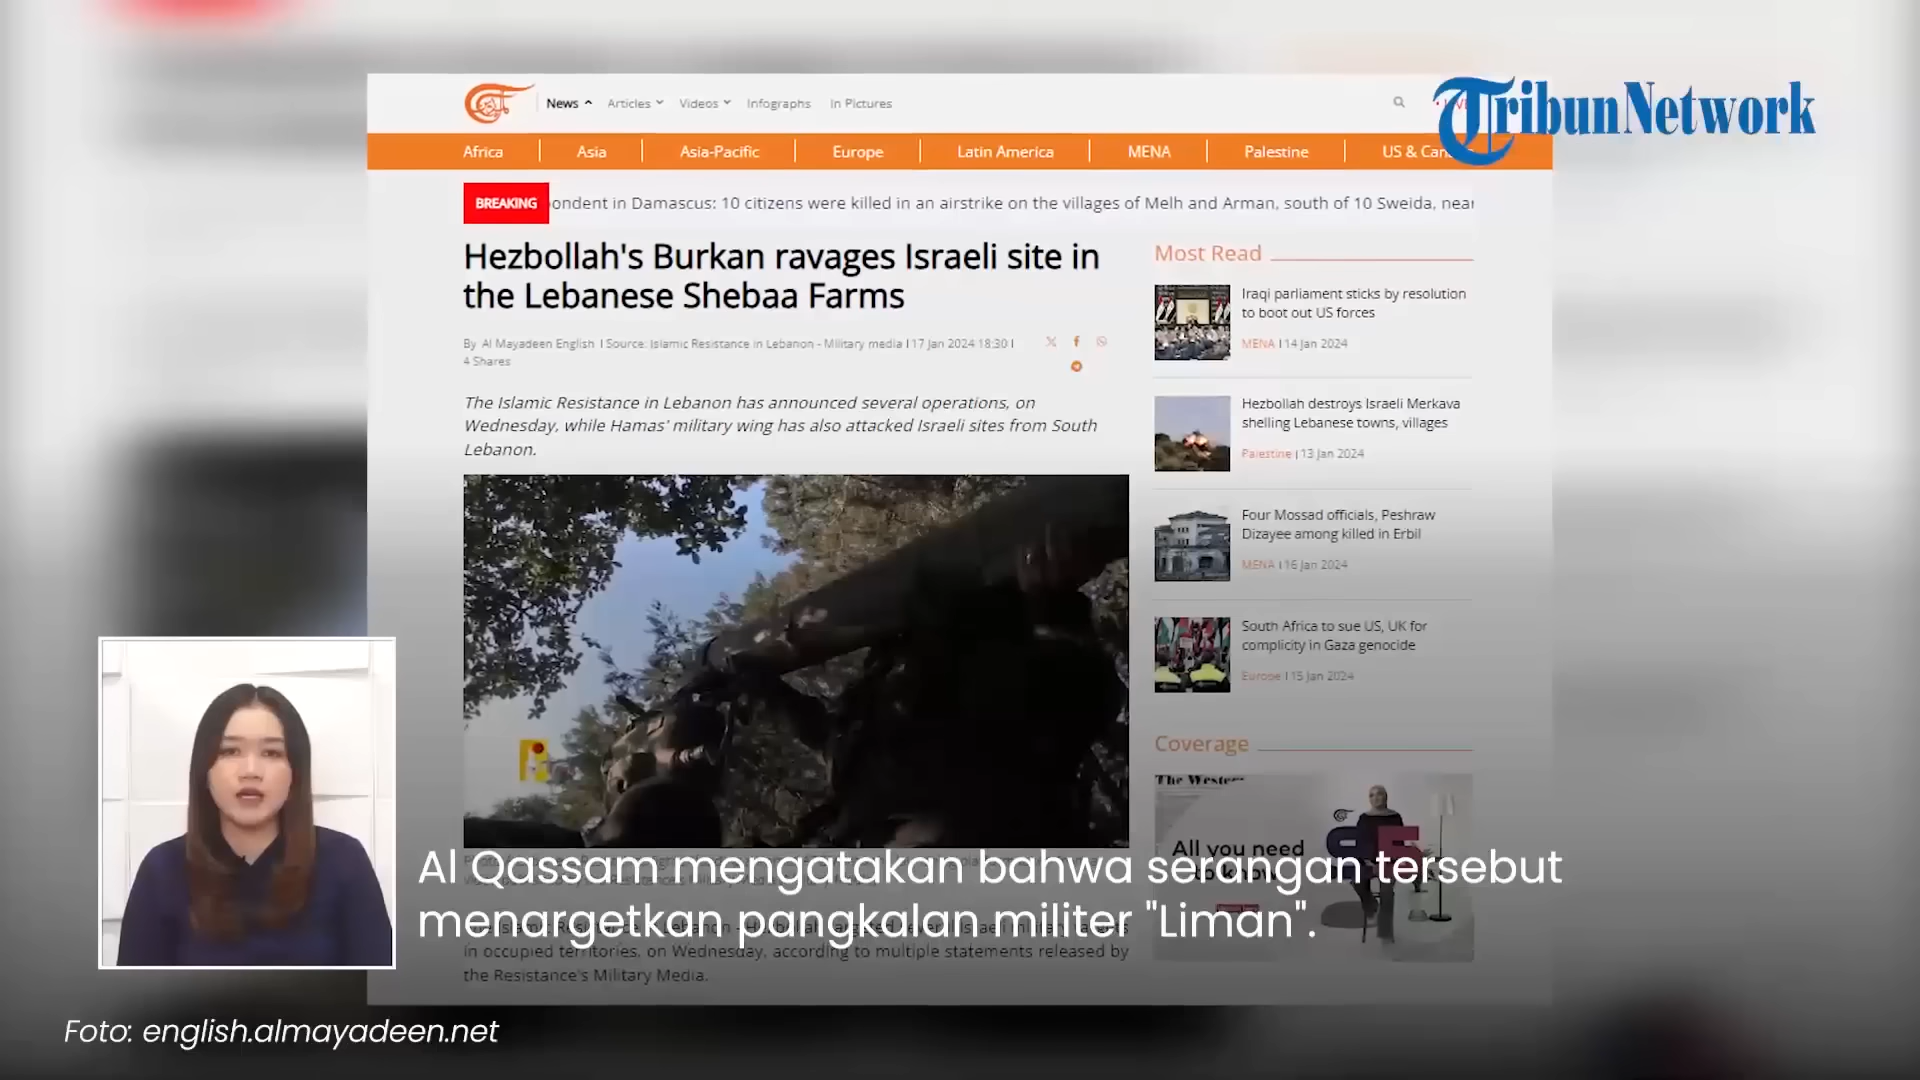 TribunNetwork
News
Articles
Videos
Infographs
In Pictures
Africa
Asia
Asia-Pacific
Europe
Latin America
MENA
Palestine
US &
BREAKING
in Damascus: 10 citizens were killed in an airstrike on the villages of Melh and Arman, south of 10 Sweida,
Hezbollah's Burkan ravages Israeli site in
the Lebanese Shebaa Farms
By Al Mayadeen English | Source: Islamic Resistance in Lebanon - Military media | 17 Jan 2024 18:30 |
4 Shares
The Islamic Resistance in Lebanon has announced several operations, on
Wednesday, while Hamas' military wing has also attacked Israeli sites from South
Lebanon.
in occupied territories, on Wednesday, according to multiple statements released by
the Resistance's Military Media.
Most Read
Iraqi parliament sticks by resolution
to boot out US forces
MENA | 14 Jan 2024
Hezbollah destroys Israeli Merkava
shelling Lebanese towns, villages
Palestine | 13 Jan 2024
Four Mossad officials, Peshraw
Dizayee among killed in Erbil
MENA | 16 Jan 2024
South Africa to sue US, UK for
complicity in Gaza genocide
Europe | 15 Jan 2024
Coverage
All you need
Al Qassam mengatakan bahwa serangan tersebut
menargetkan pangkalan militer "Liman".
Foto: english.almayadeen.net